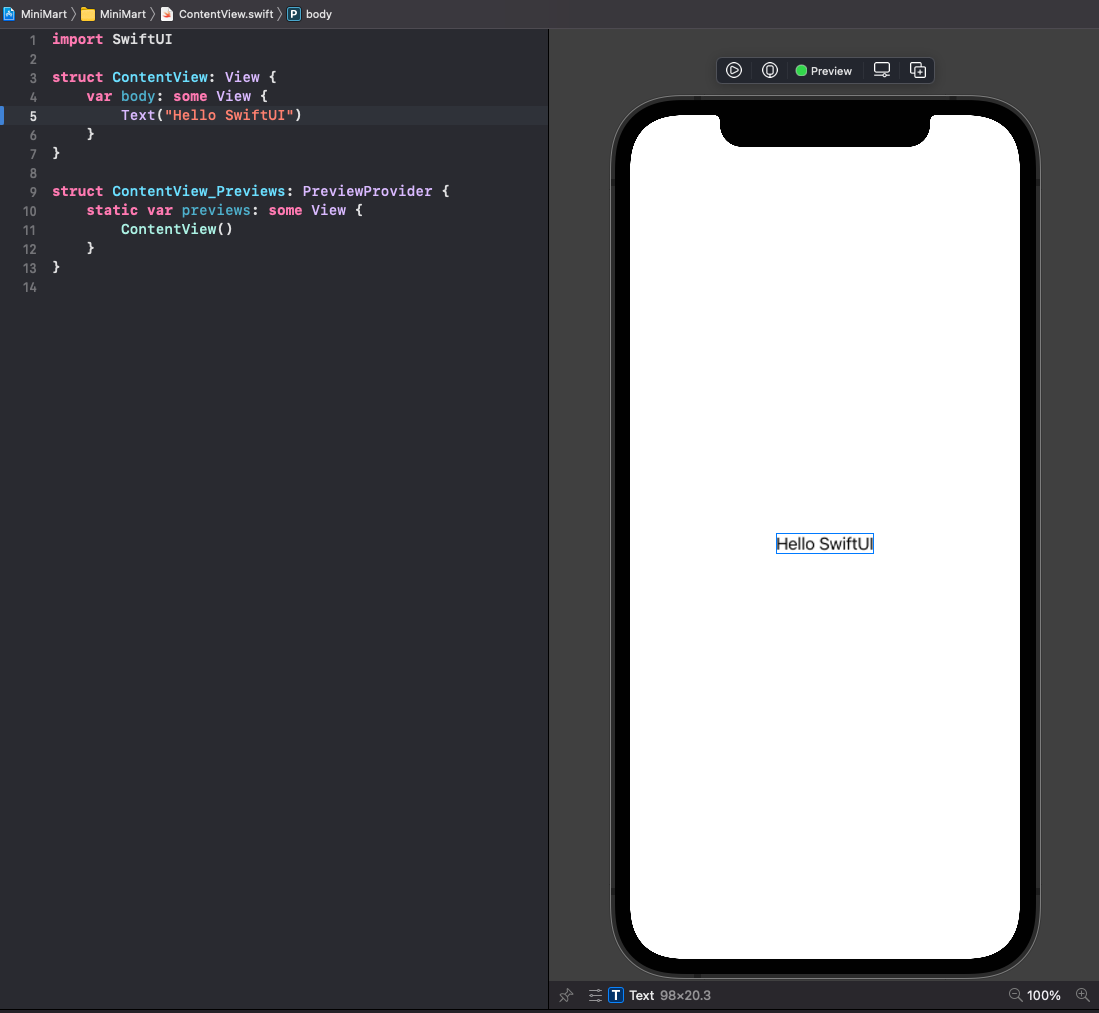 MiniMart 〉 MiniMart 〉 ContentView.swift 〉 P body
1 import SwiftUI
2
3 struct ContentView: View {
4     var body: some View {
5         Text("Hello SwiftUI")
6     }
7 }
8
9 struct ContentView_Previews: PreviewProvider {
10     static var previews: some View {
11         ContentView()
12     }
13 }
14
Preview
Hello SwiftUI
T Text 98×20.3
100%